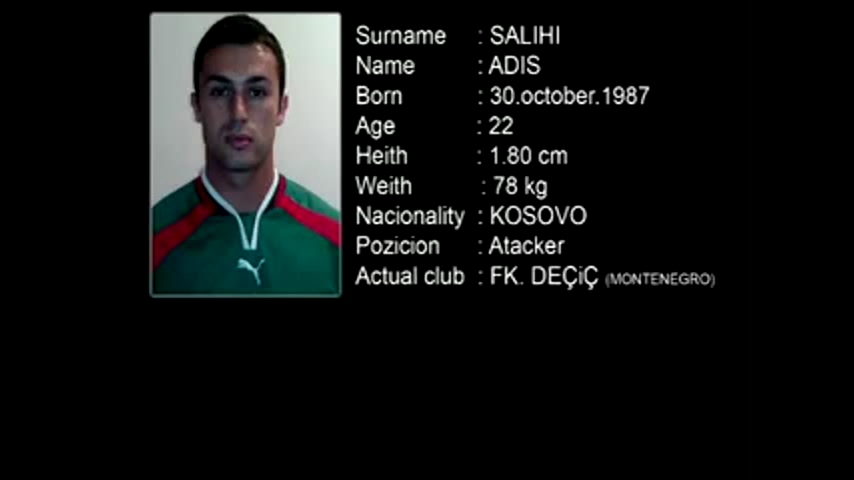 Surname : SALIHI
Name : ADIS
Born : 30.october.1987
Age : 22
Heith : 1.80 cm
Weith : 78 kg
Nacionality : KOSOVO
Pozicion : Atacker
Actual club : FK. DEÇiÇ (MONTENEGRO)